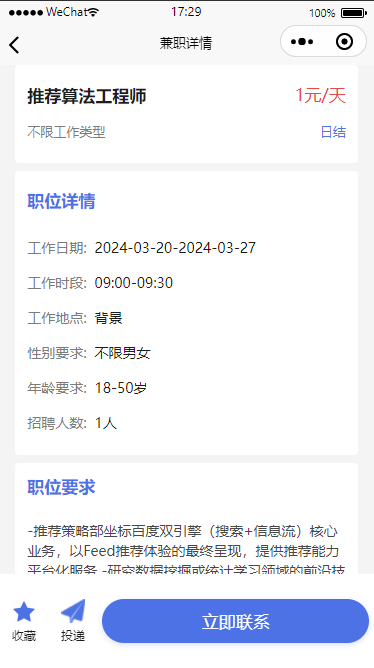 WeChat 17:29 100%
兼职详情
推荐算法工程师 1元/天
不限工作类型 日结
职位详情
工作日期: 2024-03-20-2024-03-27
工作时段: 09:00-09:30
工作地点: 背景
性别要求: 不限男女
年龄要求: 18-50岁
招聘人数: 1人
职位要求
-推荐策略部坐标百度双引擎（搜索+信息流）核心
业务，以Feed推荐体验的最终呈现，提供推荐能力
平台化服务 -研究数据挖掘或统计学习领域的前沿技
收藏 投递 立即联系